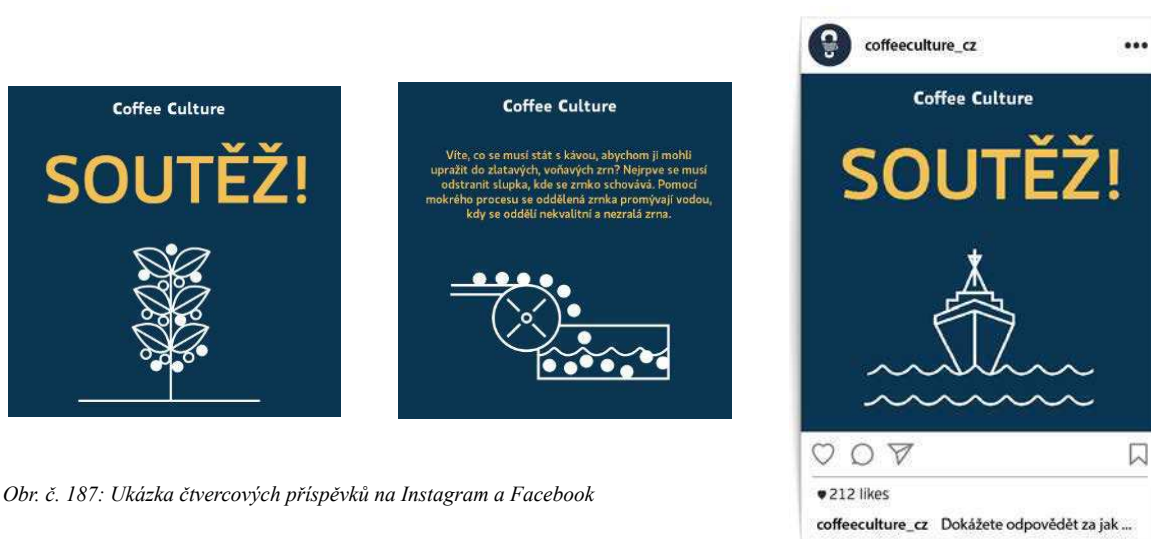 Coffee Culture
SOUTĚŽ!
Coffee Culture
Víte, co se musí stát s kávou, abychom ji mohli
upražit do zlatavých, voňavých zrn? Nejrpve se musí
odstranit slupka, kde se zrnko schovává. Pomocí
mokrého procesu se oddělená zrnka promývají vodou,
kdy se oddělí nekvalitní a nezralá zrna.
coffeeculture_cz
Coffee Culture
SOUTĚŽ!
212 likes
coffeeculture_cz Dokážete odpovědět za jak ...
Obr. č. 187: Ukázka čtvercových příspěvků na Instagram a Facebook